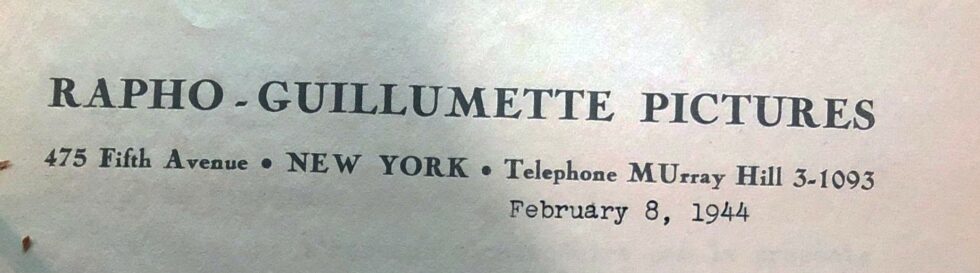 RAPHO-GUILLUMETTE PICTURES
475 Fifth Avenue • NEW YORK • Telephone MUrray Hill 3-1093
February 8, 1944